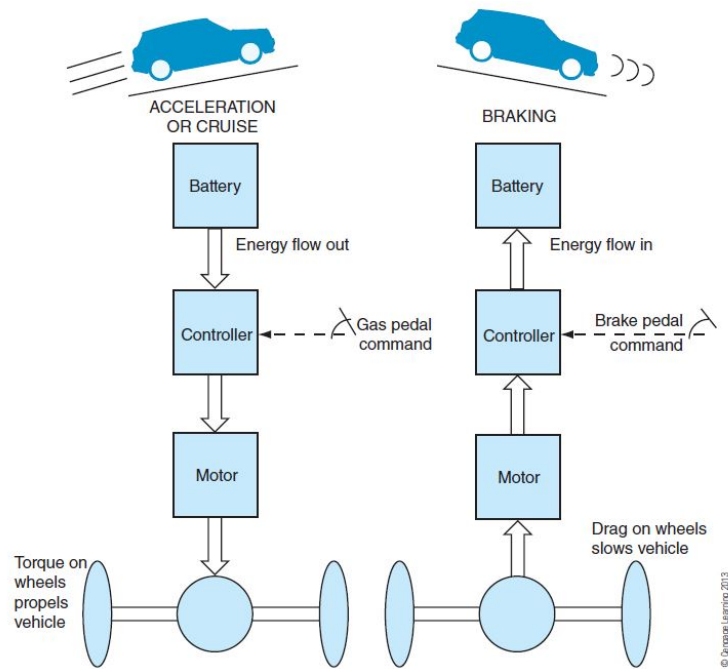 ACCELERATION
OR CRUISE
Battery
Energy flow out
Controller
Gas pedal
command
Motor
Torque on
wheels
propels
vehicle
BRAKING
Battery
Energy flow in
Controller
Brake pedal
command
Motor
Drag on wheels
slows vehicle
© Cengage Learning 2013